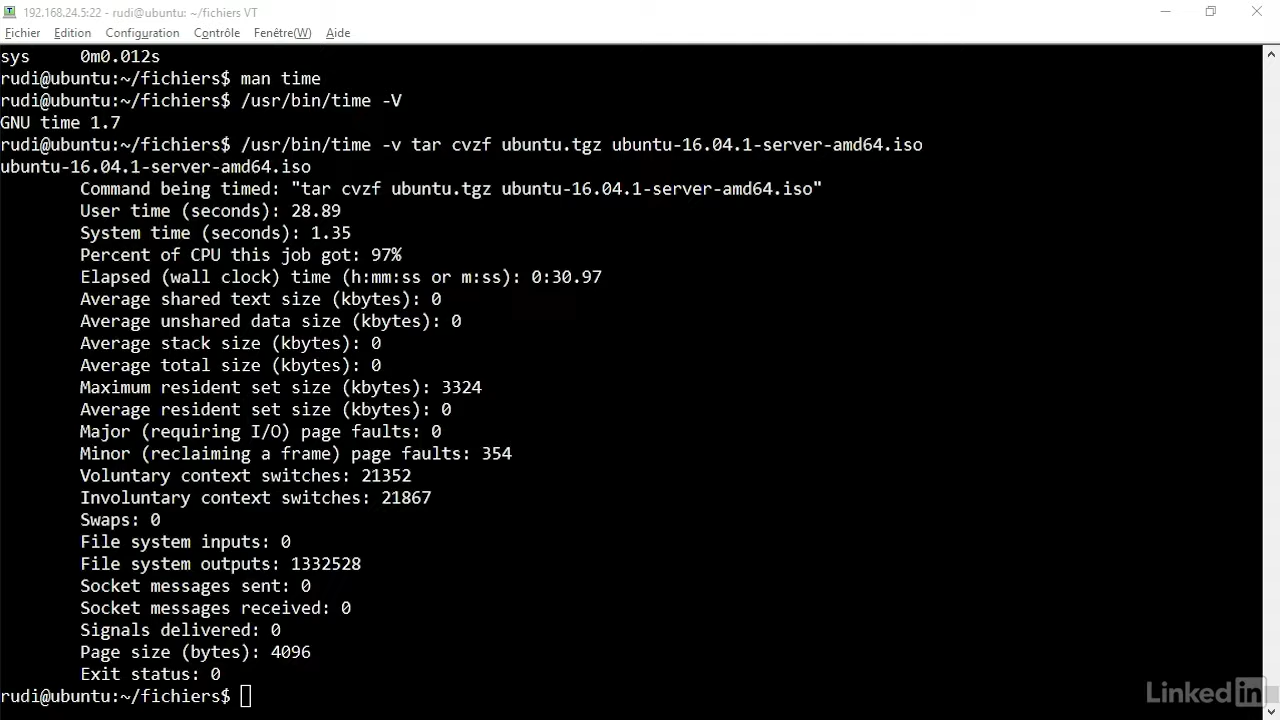 192.168.24.5:22 - rudi@ubuntu: ~/fichiers VT
Fichier Edition Configuration Contrôle Fenêtre(W) Aide
sys 0m0.012s
rudi@ubuntu:~/fichiers$ man time
rudi@ubuntu:~/fichiers$ /usr/bin/time -V
GNU time 1.7
rudi@ubuntu:~/fichiers$ /usr/bin/time -v tar cvzf ubuntu.tgz ubuntu-16.04.1-server-amd64.iso
ubuntu-16.04.1-server-amd64.iso
Command being timed: "tar cvzf ubuntu.tgz ubuntu-16.04.1-server-amd64.iso"
User time (seconds): 28.89
System time (seconds): 1.35
Percent of CPU this job got: 97%
Elapsed (wall clock) time (h:mm:ss or m:ss): 0:30.97
Average shared text size (kbytes): 0
Average unshared data size (kbytes): 0
Average stack size (kbytes): 0
Average total size (kbytes): 0
Maximum resident set size (kbytes): 3324
Average resident set size (kbytes): 0
Major (requiring I/O) page faults: 0
Minor (reclaiming a frame) page faults: 354
Voluntary context switches: 21352
Involuntary context switches: 21867
Swaps: 0
File system inputs: 0
File system outputs: 1332528
Socket messages sent: 0
Socket messages received: 0
Signals delivered: 0
Page size (bytes): 4096
Exit status: 0
rudi@ubuntu:~/fichiers$
Linked in